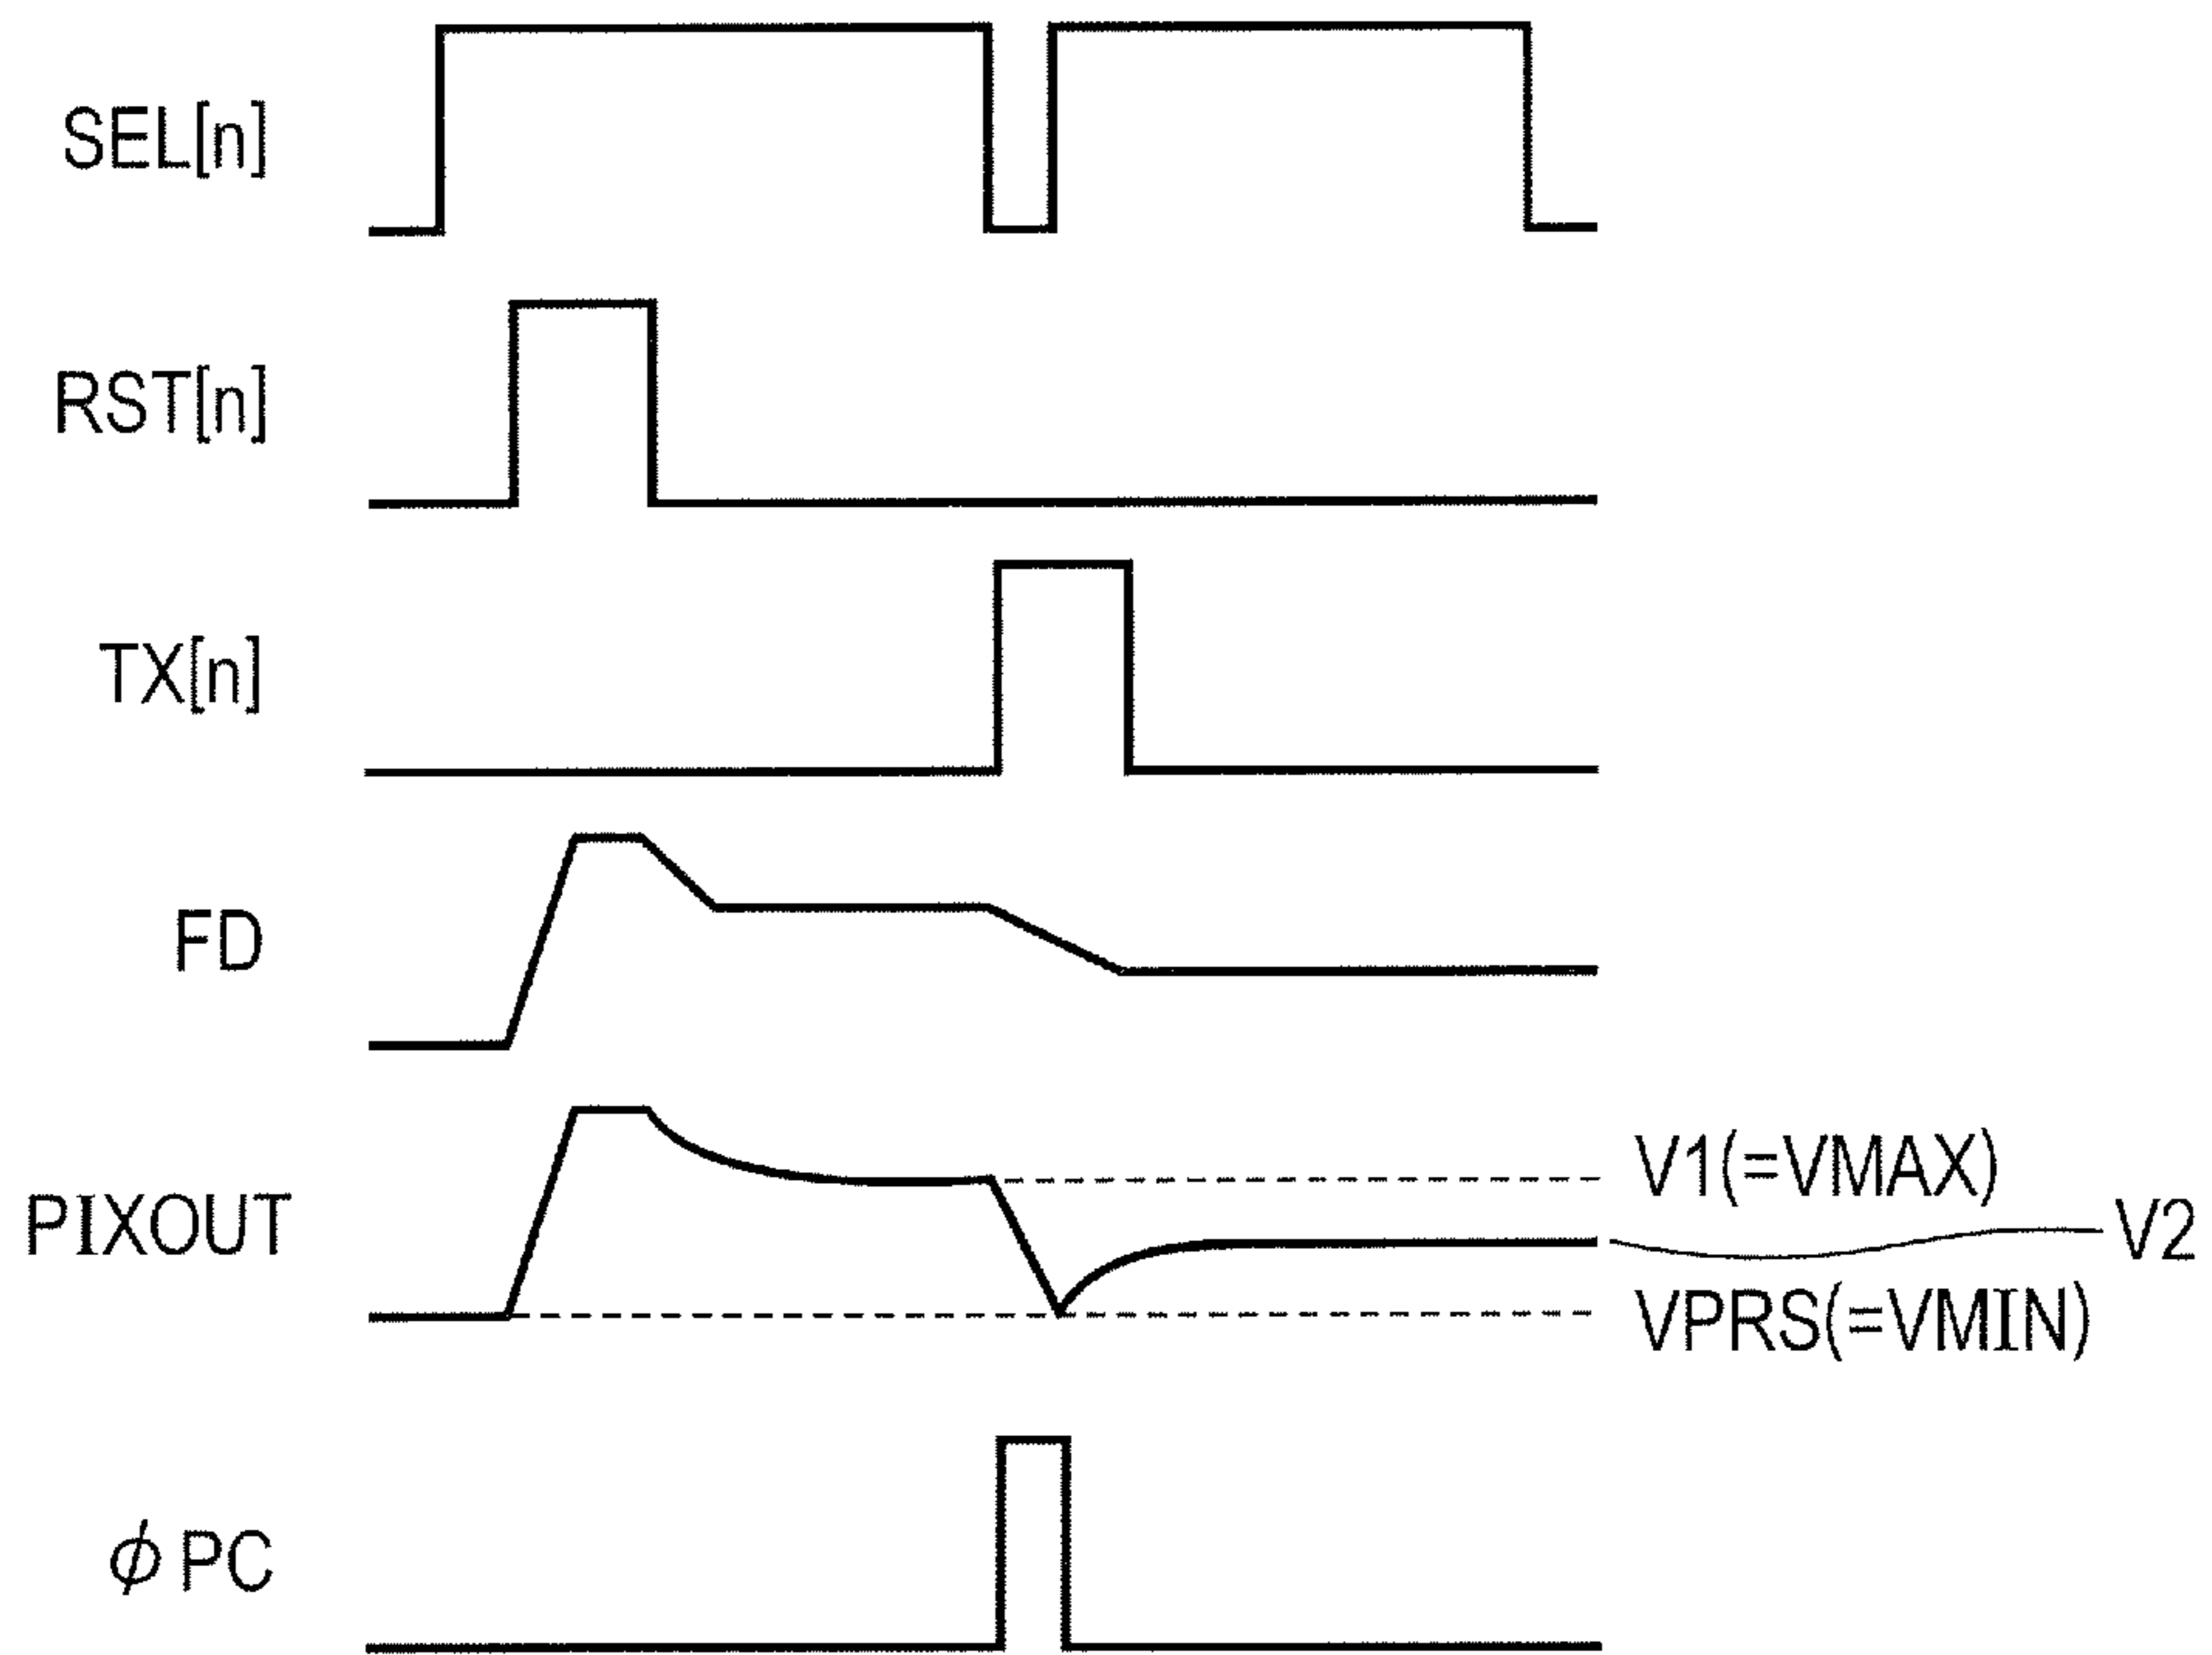 SEL[n]
RST[n]
TX[n]
FD
PIXOUT
V1(=VMAX)
V2
VPRS(=VMIN)
ϕPC